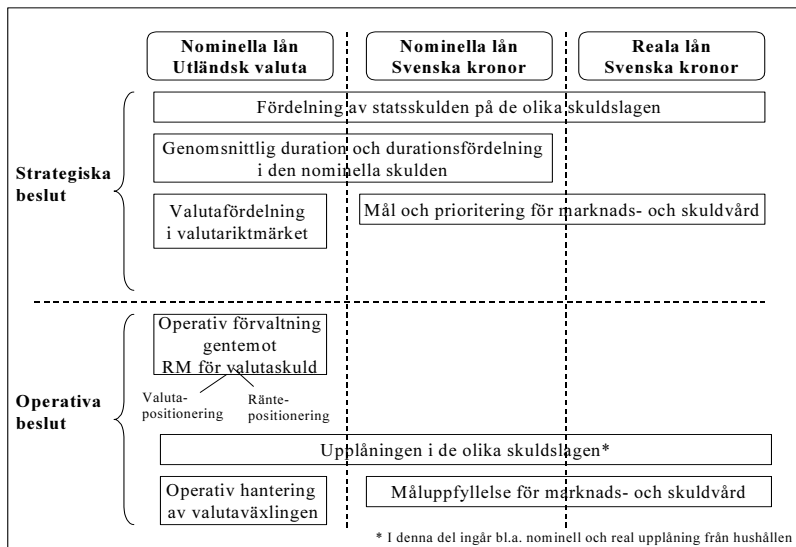 Nominella lån
Utländsk valuta
Nominella lån
Svenska kronor
Reala lån
Svenska kronor
Strategiska
beslut
Fördelning av statsskulden på de olika skuldslagen
Genomsnittlig duration och durationsfördelning
i den nominella skulden
Valutafördelning
i valutariktmärket
Mål och prioritering för marknads- och skuldvård
Operativa
beslut
Operativ förvaltning
gentemot
RM för valutaskuld
Valuta-
positionering
Ränte-
positionering
Upplåningen i de olika skuldslagen*
Operativ hantering
av valutaväxlingen
Måluppfyllelse för marknads- och skuldvård
* I denna del ingår bl.a. nominell och real upplåning från hushållen